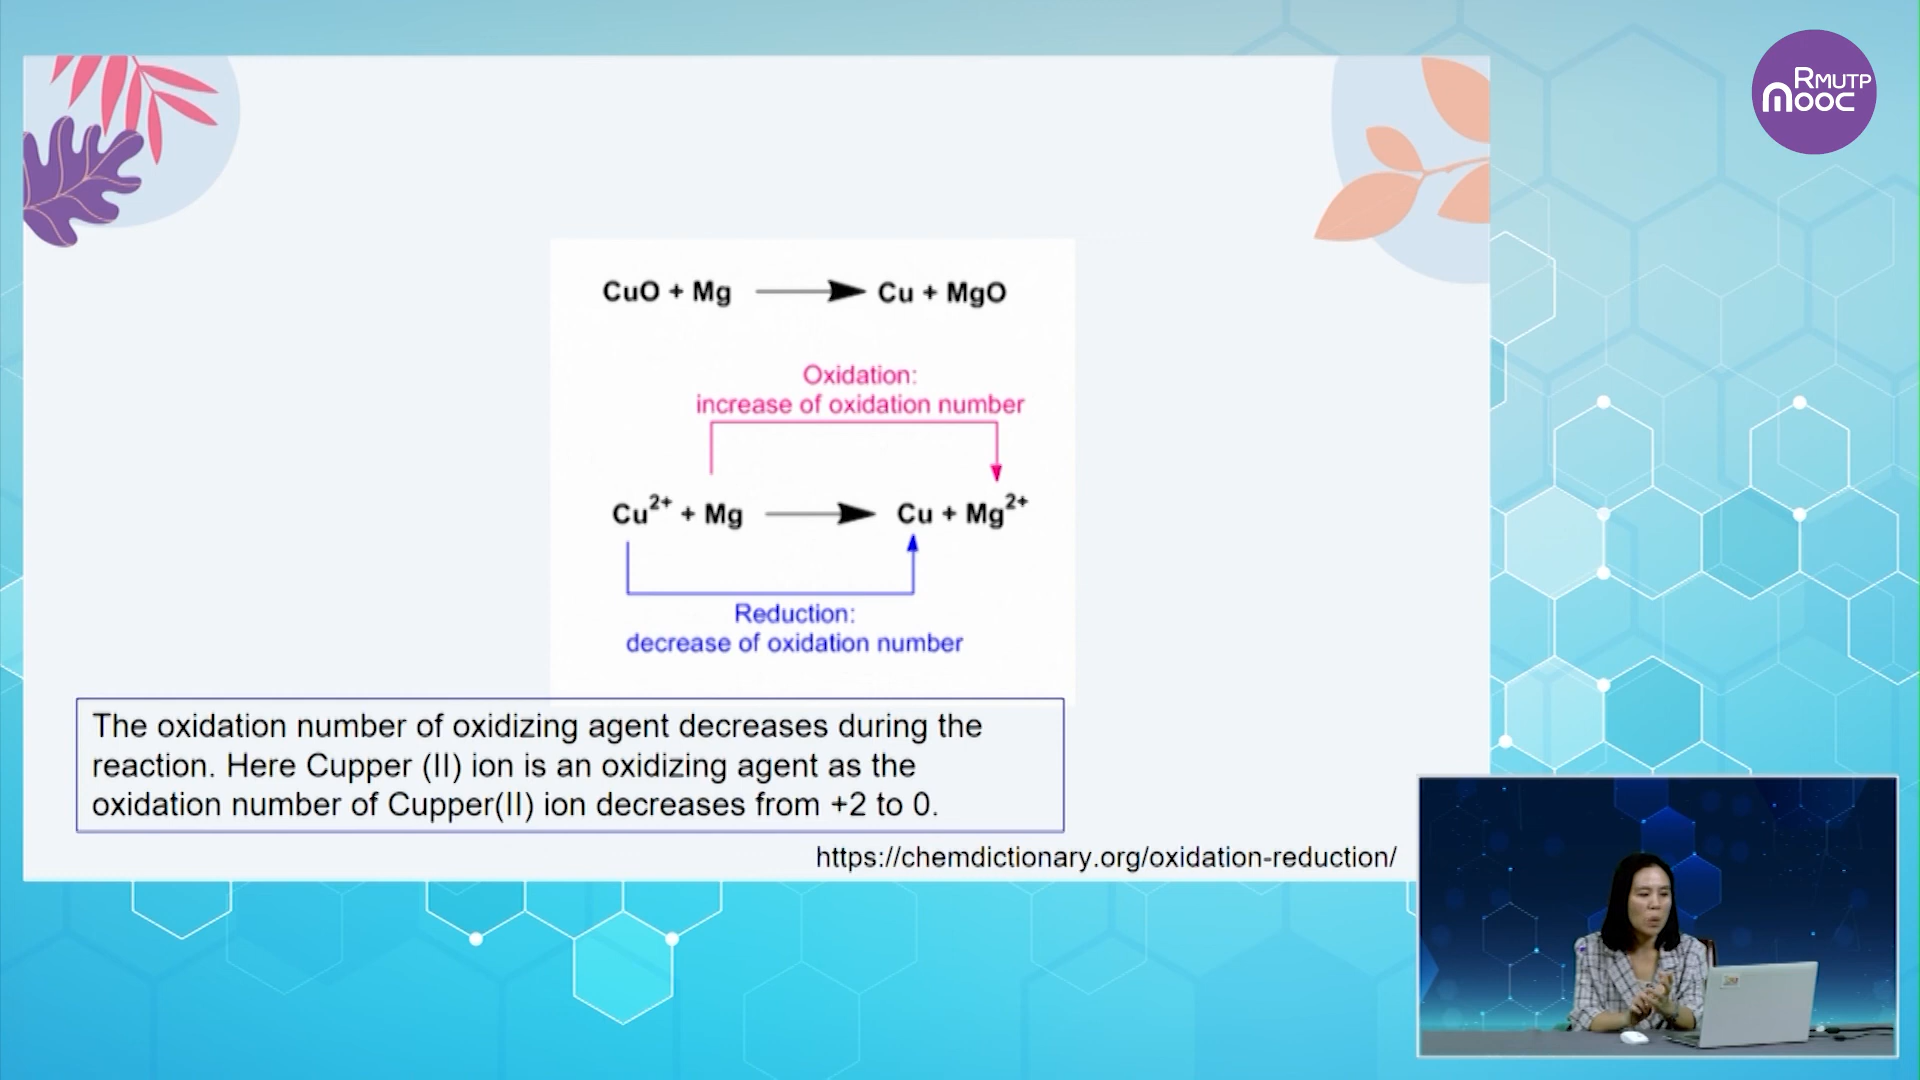 RMUTP
MOOC
CuO + Mg → Cu + MgO
Oxidation:
increase of oxidation number
Cu²⁺ + Mg → Cu + Mg²⁺
Reduction:
decrease of oxidation number
The oxidation number of oxidizing agent decreases during the
reaction. Here Cupper (II) ion is an oxidizing agent as the
oxidation number of Cupper(II) ion decreases from +2 to 0.
https://chemdictionary.org/oxidation-reduction/